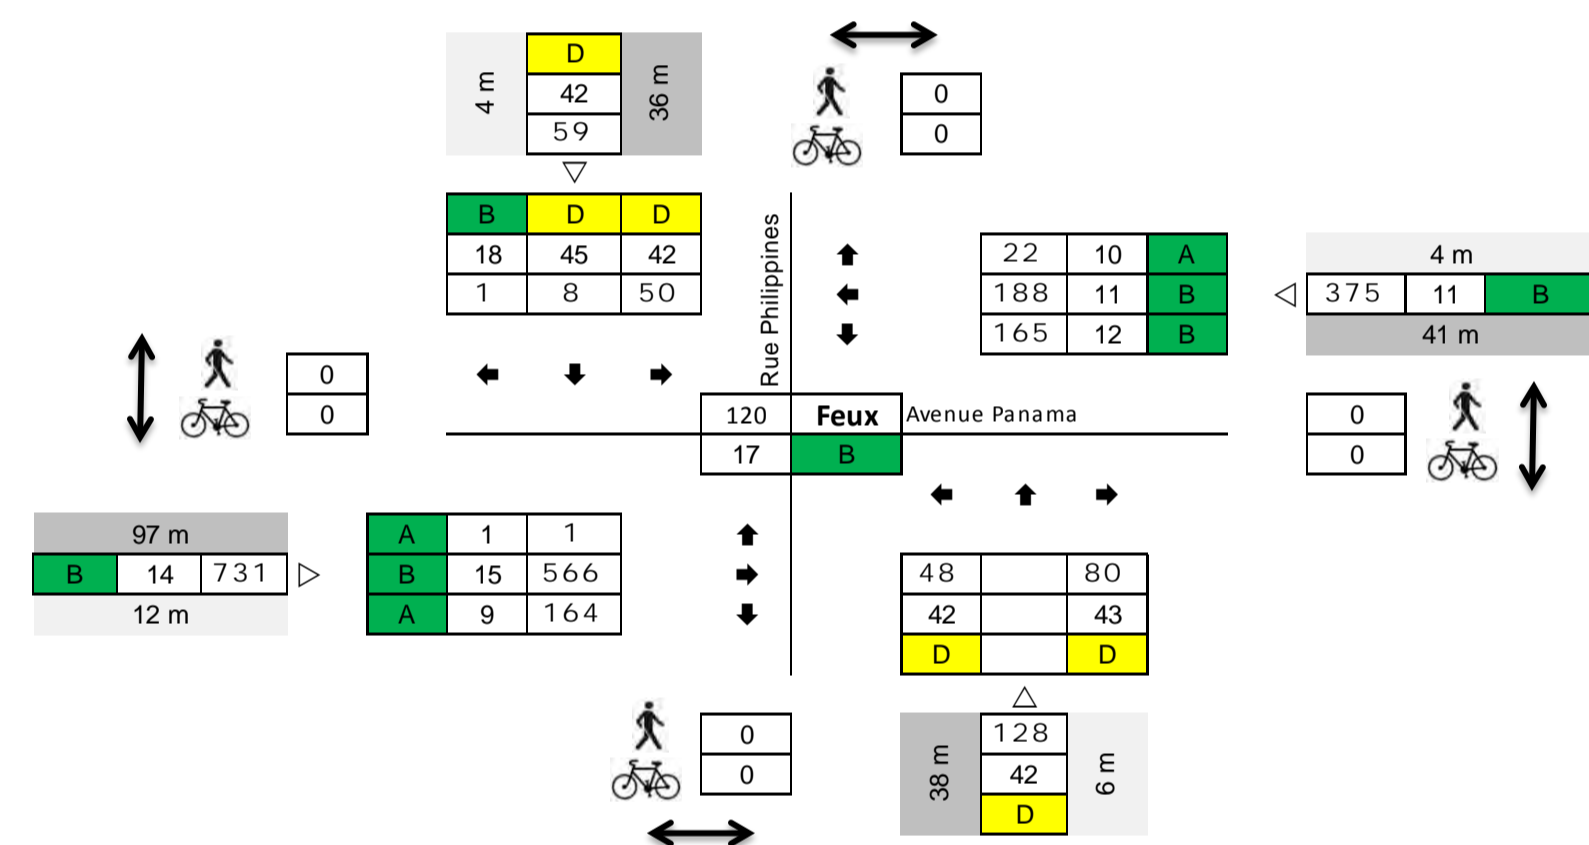 D
42
59
4 m
36 m
0
0
B D D
18 45 42
1 8 50
Rue Philippines
22 10 A
188 11 B
165 12 B
4 m
375 11 B
41 m
0
0
120 Feux Avenue Panama
17 B
0
0
97 m
B 14 731
12 m
A 1 1
B 15 566
A 9 164
48 80
42 43
D D
0
0
38 m
128
42
D
6 m